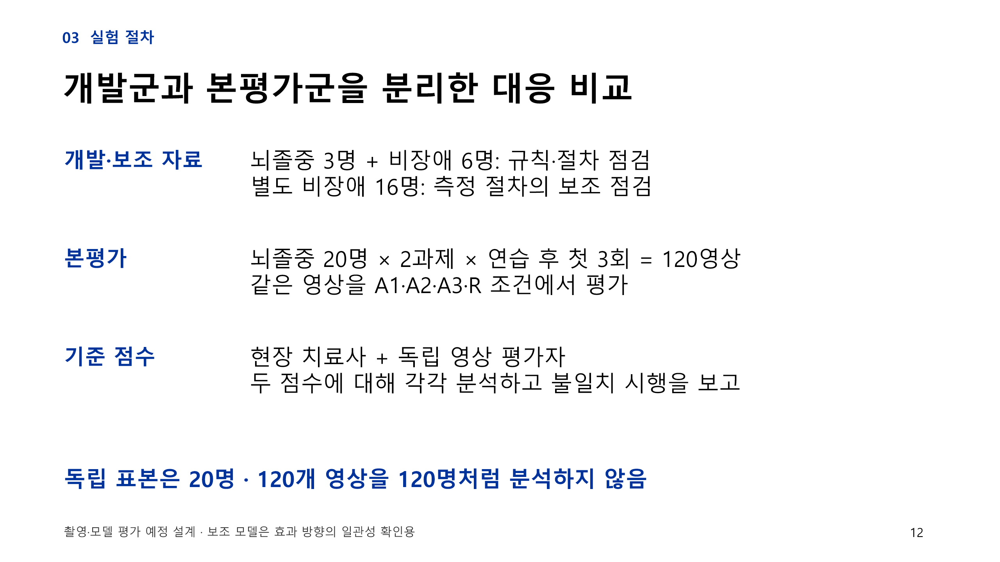 03 실험 절차
개발군과 본평가군을 분리한 대응 비교
개발·보조 자료
뇌졸중 3명 + 비장애 6명: 규칙·절차 점검
별도 비장애 16명: 측정 절차의 보조 점검
본평가
뇌졸중 20명 × 2과제 × 연습 후 첫 3회 = 120영상
같은 영상을 A1·A2·A3·R 조건에서 평가
기준 점수
현장 치료사 + 독립 영상 평가자
두 점수에 대해 각각 분석하고 불일치 시행을 보고
독립 표본은 20명 · 120개 영상을 120명처럼 분석하지 않음
촬영·모델 평가 예정 설계 · 보조 모델은 효과 방향의 일관성 확인용
12